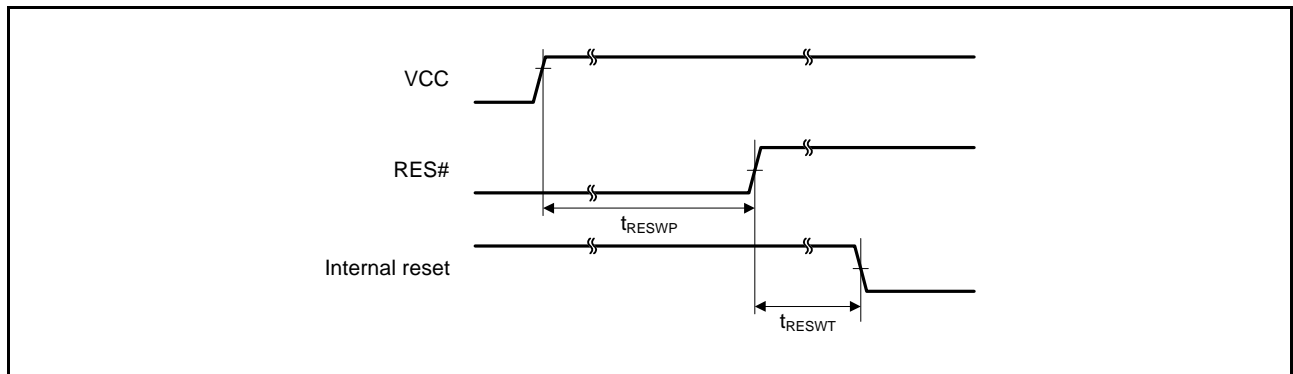 VCC
RES#
tRESWP
Internal reset
tRESWT